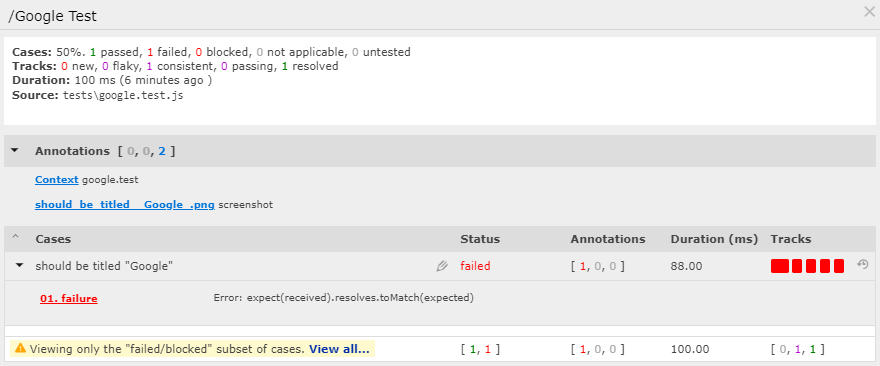 /Google Test
Cases: 50%. 1 passed, 1 failed, 0 blocked, 0 not applicable, 0 untested
Tracks: 0 new, 0 flaky, 1 consistent, 0 passing, 1 resolved
Duration: 100 ms (6 minutes ago )
Source: tests\google.test.js
Annotations [ 0, 0, 2 ]
Context google.test
should_be_titled__Google_.png screenshot
Cases Status Annotations Duration (ms) Tracks
should be titled "Google" failed [ 1, 0, 0 ] 88.00
01. failure Error: expect(received).resolves.toMatch(expected)
Viewing only the "failed/blocked" subset of cases. View all... [ 1, 1 ] [ 1, 0, 0 ] 100.00 [ 0, 1, 1 ]